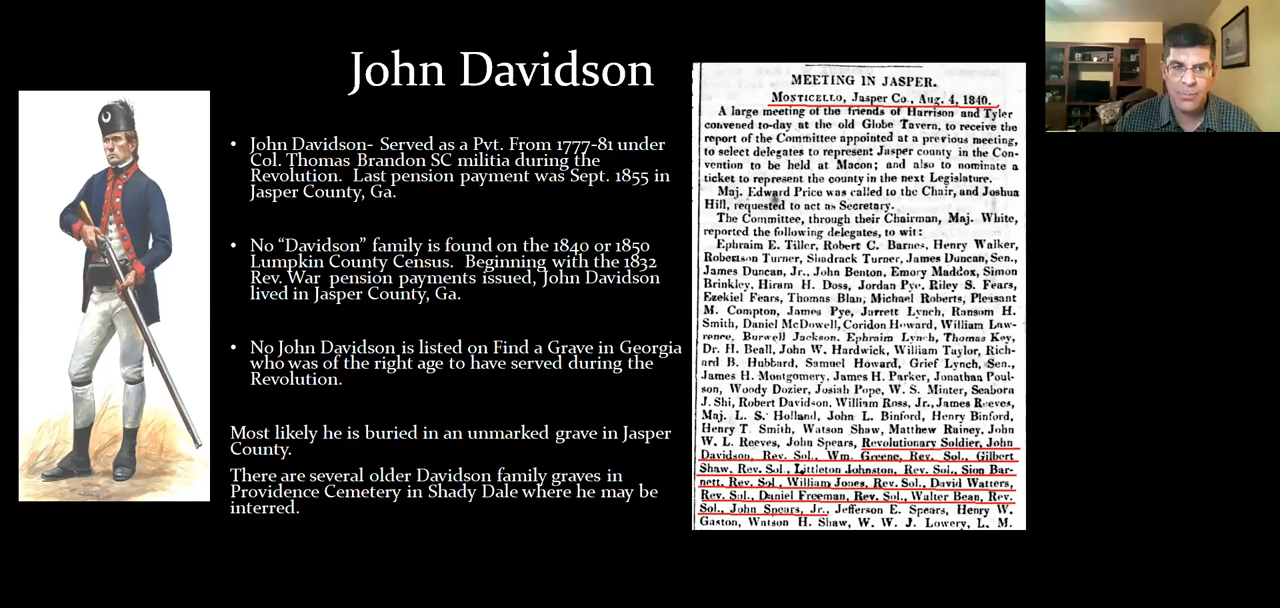 John Davidson
• John Davidson- Served as a Pvt. From 1777-81 under
Col. Thomas Brandon SC militia during the
Revolution. Last pension payment was Sept. 1855 in
Jasper County, Ga.
• No “Davidson” family is found on the 1840 or 1850
Lumpkin County Census. Beginning with the 1832
Rev. War pension payments issued, John Davidson
lived in Jasper County, Ga.
• No John Davidson is listed on Find a Grave in Georgia
who was of the right age to have served during the
Revolution.
Most likely he is buried in an unmarked grave in Jasper
County.
There are several older Davidson family graves in
Providence Cemetery in Shady Dale where he may be
interred.
MEETING IN JASPER.
MONTICELLO, Jasper Co., Aug. 4, 1840.
A large meeting of the friends of Harrison and Tyler
convened to-day at the old Globe Tavern, to receive the
report of the Committee appointed at a previous meeting,
to select delegates to represent Jasper county in the Con-
vention to be held at Macon; and also to nominate a
ticket to represent the county in the next Legislature.
Maj. Edward Price was called to the Chair, and Joshua
Hill, requested to act as Secretary.
The Committee, through their Chairman, Maj. White,
reported the following delegates, to wit:
Ephraim E. Tiller, Robert C. Barnes, Henry Walker,
Robertson Turner, Shadrack Turner, James Duncan, Sen.,
James Duncan, Jr., John Benton, Emory Maddox, Simon
Brinkley, Hiram H. Doss, Jordan Pye, Riley S. Fears,
Ezekiel Fears, Thomas Blan, Michael Roberts, Pleasant
M. Compton, James Pye, Jarrett Lynch, Ransom H.
Smith, Daniel McDowell, Coridon Howard, William Law-
rence, Burwell Jackson, Ephraim Lynch, Thomas Key,
Dr. H. Beall, John W. Hardwick, William Taylor, Rich-
ard B. Hubbard, Samuel Howard, Grief Lynch, Sen.,
James H. Montgomery, James H. Parker, Jonathan Poul-
son, Woody Dozier, Josiah Pope, W. S. Minter, Seaborn
J. Shi, Robert Davidson, William Ross, Jr., James Reeves,
Maj. L. S. Holland, John L. Binford, Henry Binford,
Henry T. Smith, Watson Shaw, Matthew Rainey, John
W. L. Reeves, John Spears, Revolutionary Soldier, John
Davidson, Rev. Sol., Wm. Greene, Rev. Sol., Gilbert
Shaw, Rev. Sol., Littleton Johnston, Rev. Sol., Sion Bar-
nett, Rev. Sol., William Jones, Rev. Sol., David Watters,
Rev. Sol., Daniel Freeman, Rev. Sol., Walter Bean, Rev.
Sol., John Spears, Jr., Jefferson E. Spears, Henry W.
Gaston, Watson H. Shaw, W. W. J. Lowery, L. M.